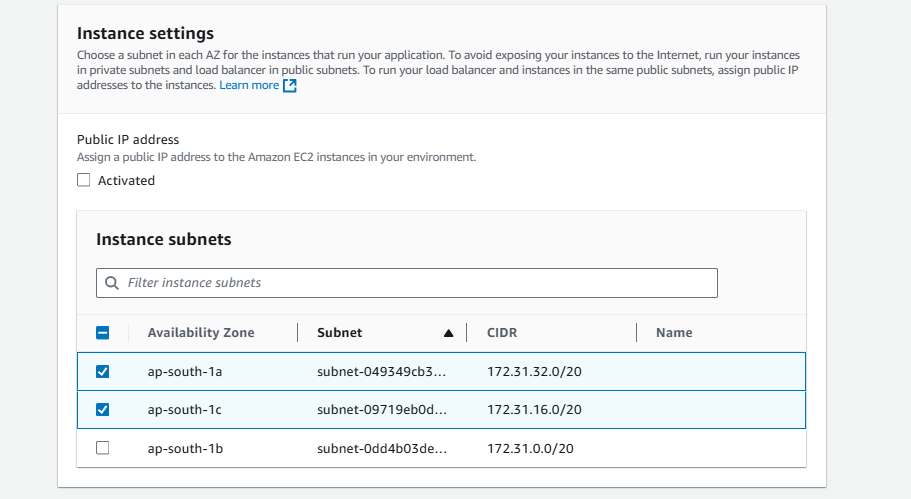 Instance settings
Choose a subnet in each AZ for the instances that run your application. To avoid exposing your instances to the Internet, run your instances
in private subnets and load balancer in public subnets. To run your load balancer and instances in the same public subnets, assign public IP
addresses to the instances. Learn more
Public IP address
Assign a public IP address to the Amazon EC2 instances in your environment.
Activated
Instance subnets
Filter instance subnets
Availability Zone Subnet CIDR Name
ap-south-1a subnet-049349cb3... 172.31.32.0/20
ap-south-1c subnet-09719eb0d... 172.31.16.0/20
ap-south-1b subnet-0dd4b03de... 172.31.0.0/20